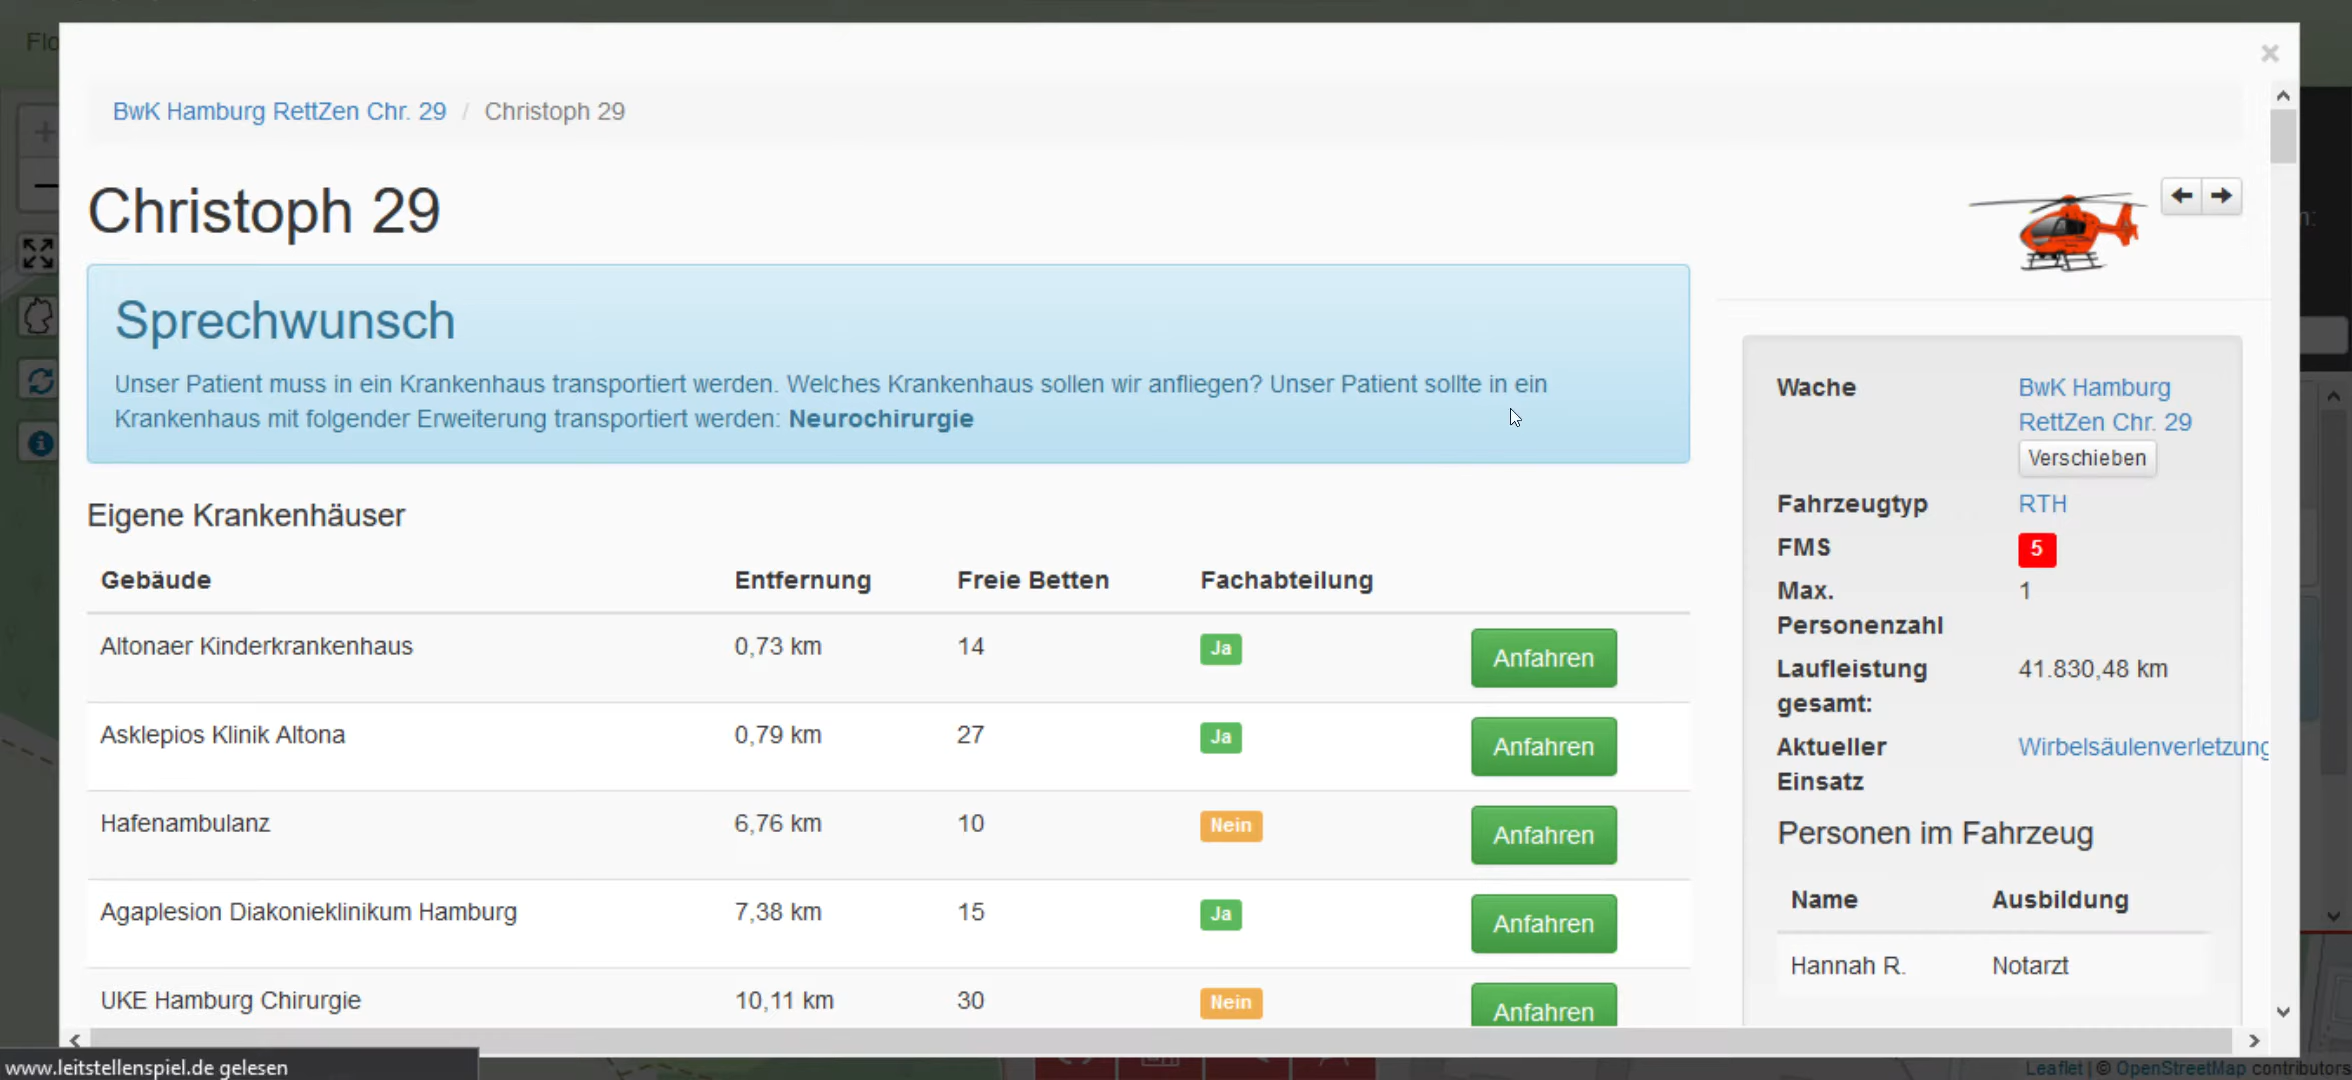 Flo
×
BwK Hamburg RettZen Chr. 29 / Christoph 29
Christoph 29
n:
Sprechwunsch
Unser Patient muss in ein Krankenhaus transportiert werden. Welches Krankenhaus sollen wir anfliegen? Unser Patient sollte in ein
Krankenhaus mit folgender Erweiterung transportiert werden: Neurochirurgie
Eigene Krankenhäuser
Gebäude Entfernung Freie Betten Fachabteilung
Altonaer Kinderkrankenhaus 0,73 km 14 Ja Anfahren
Asklepios Klinik Altona 0,79 km 27 Ja Anfahren
Hafenambulanz 6,76 km 10 Nein Anfahren
Agaplesion Diakonieklinikum Hamburg 7,38 km 15 Ja Anfahren
UKE Hamburg Chirurgie 10,11 km 30 Nein Anfahren
Wache BwK Hamburg
RettZen Chr. 29
Verschieben
Fahrzeugtyp RTH
FMS 5
Max. 1
Personenzahl
Laufleistung 41.830,48 km
gesamt:
Aktueller Wirbelsäulenverletzung
Einsatz
Personen im Fahrzeug
Name Ausbildung
Hannah R. Notarzt
www.leitstellenspiel.de gelesen
Leaflet | © OpenStreetMap contributors